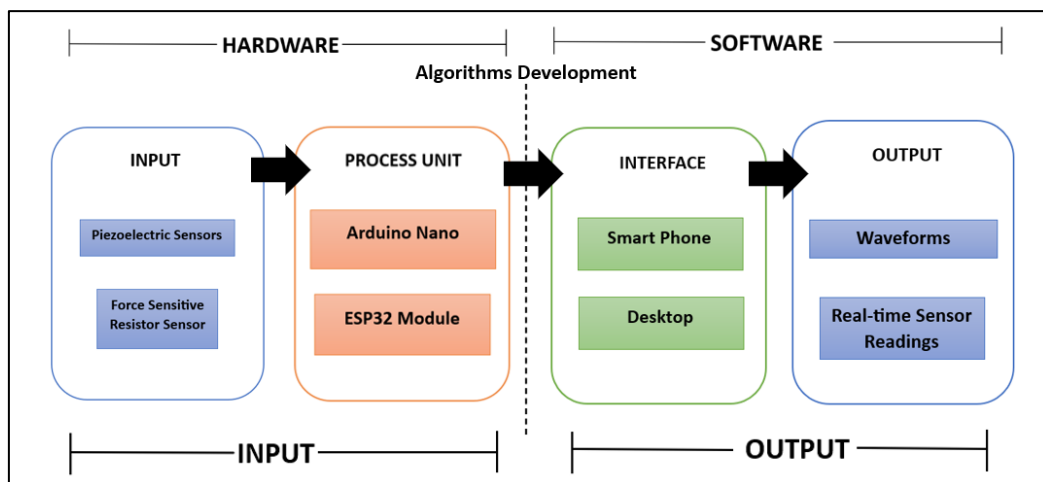 HARDWARE
SOFTWARE
Algorithms Development
INPUT
Piezoelectric Sensors
Force Sensitive
Resistor Sensor
PROCESS UNIT
Arduino Nano
ESP32 Module
INTERFACE
Smart Phone
Desktop
OUTPUT
Waveforms
Real-time Sensor
Readings
INPUT
OUTPUT